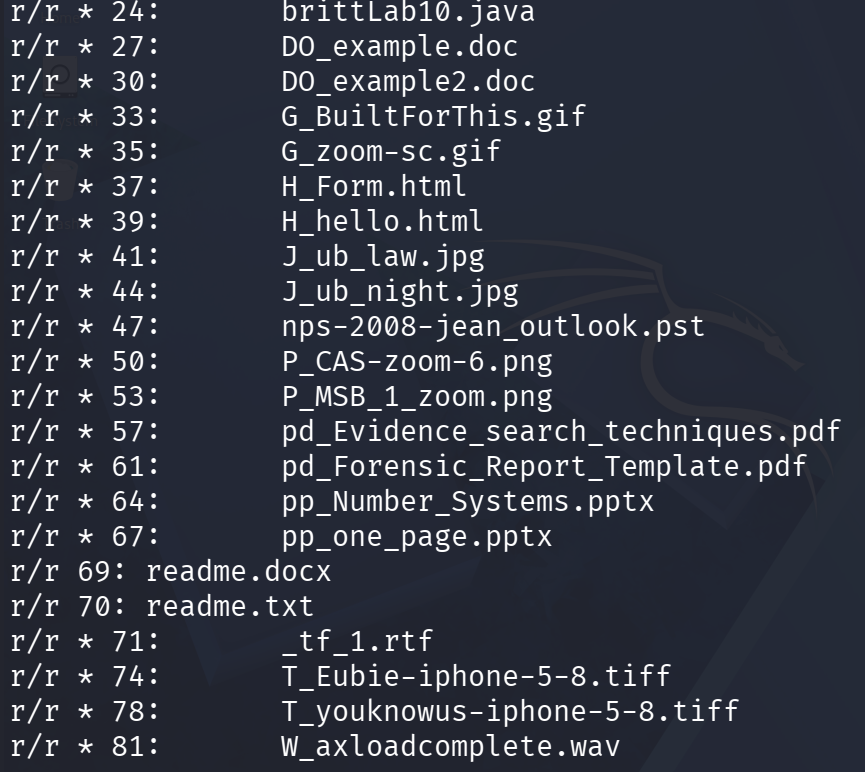 r/r * 24: brittLab10.java
r/r * 27: DO_example.doc
r/r * 30: DO_example2.doc
r/r * 33: G_BuiltForThis.gif
r/r * 35: G_zoom-sc.gif
r/r * 37: H_Form.html
r/r * 39: H_hello.html
r/r * 41: J_ub_law.jpg
r/r * 44: J_ub_night.jpg
r/r * 47: nps-2008-jean_outlook.pst
r/r * 50: P_CAS-zoom-6.png
r/r * 53: P_MSB_1_zoom.png
r/r * 57: pd_Evidence_search_techniques.pdf
r/r * 61: pd_Forensic_Report_Template.pdf
r/r * 64: pp_Number_Systems.pptx
r/r * 67: pp_one_page.pptx
r/r 69: readme.docx
r/r 70: readme.txt
r/r * 71: _tf_1.rtf
r/r * 74: T_Eubie-iphone-5-8.tiff
r/r * 78: T_youknowus-iphone-5-8.tiff
r/r * 81: W_axloadcomplete.wav